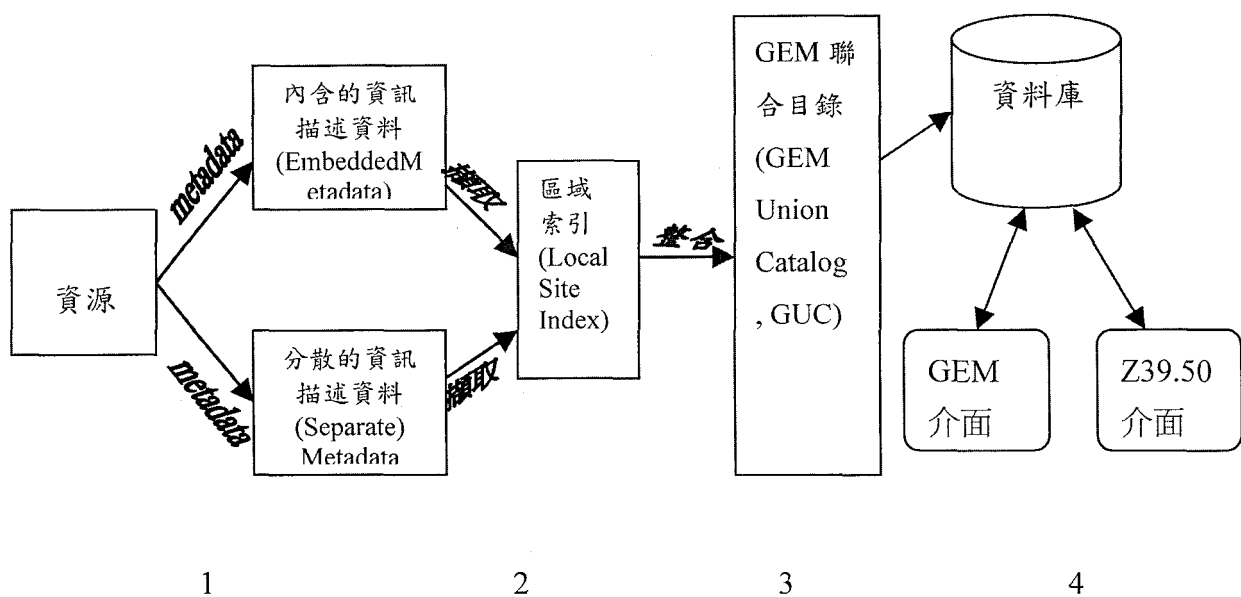 資源
metadata
metadata
內含的資訊
描述資料
(EmbeddedM
etadata)
分散的資訊
描述資料
(Separate)
Metadata
擷取
擷取
區域
索引
(Local
Site
Index)
整合
GEM 聯
合目錄
(GEM
Union
Catalog
, GUC)
資料庫
GEM
介面
Z39.50
介面
1 2 3 4